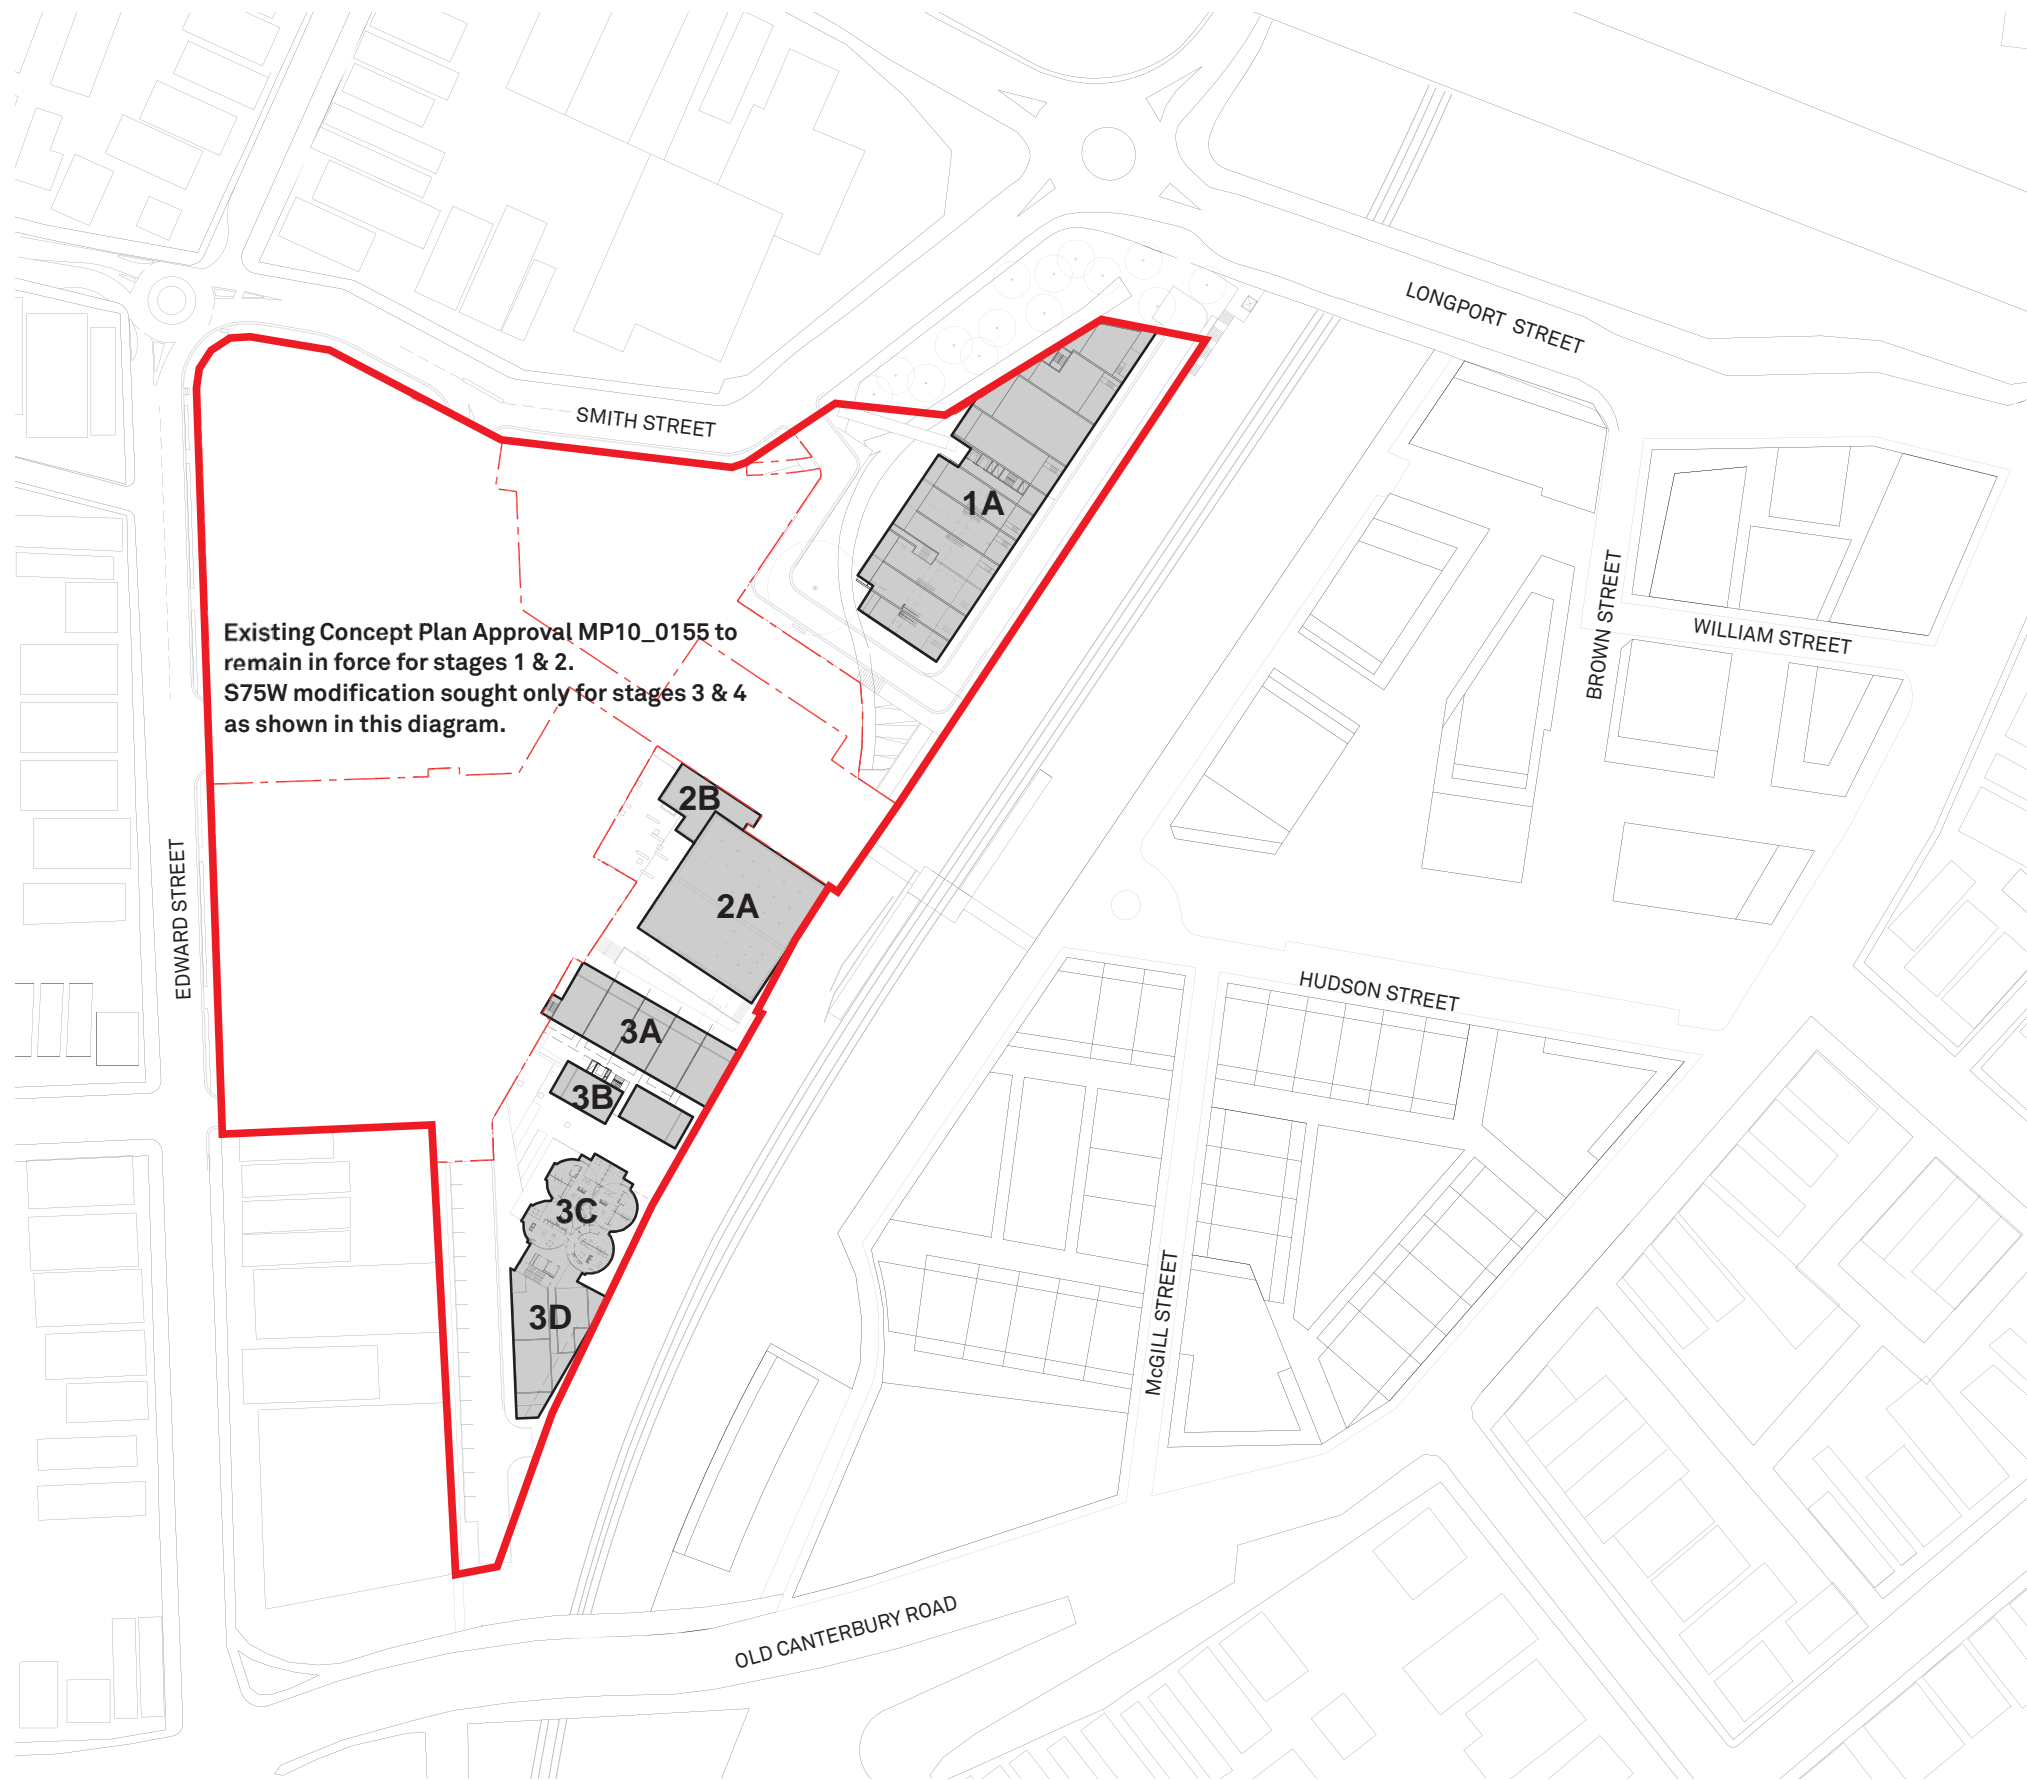 LONGPORT STREET
SMITH STREET
1A
BROWN STREET
WILLIAM STREET
Existing Concept Plan Approval MP10_0155 to
remain in force for stages 1 & 2.
S75W modification sought only for stages 3 & 4
as shown in this diagram.
2B
2A
EDWARD STREET
HUDSON STREET
3A
3B
3C
3D
McGILL STREET
OLD CANTERBURY ROAD